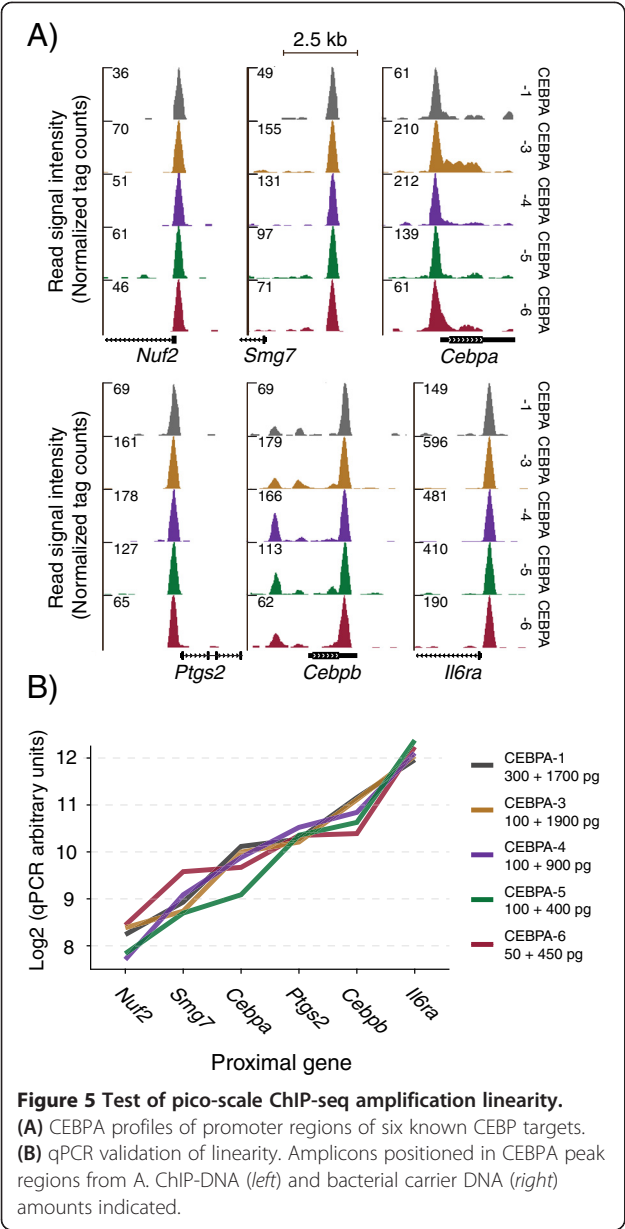 A)
2.5 kb
Read signal intensity
(Normalized tag counts)
36
49
61
CEBPA
-1
70
155
210
CEBPA
-3
51
131
212
CEBPA
-4
61
97
139
CEBPA
-5
46
71
61
CEBPA
-6
Nuf2
Smg7
Cebpa
Read signal intensity
(Normalized tag counts)
69
69
149
CEBPA
-1
161
179
596
CEBPA
-3
178
166
481
CEBPA
-4
127
113
410
CEBPA
-5
65
62
190
CEBPA
-6
Ptgs2
Cebpb
Il6ra
B)
Log2 (qPCR arbitrary units)
12
11
10
9
8
Nuf2
Smg7
Cebpa
Ptgs2
Cebpb
Il6ra
Proximal gene
CEBPA-1
300 + 1700 pg
CEBPA-3
100 + 1900 pg
CEBPA-4
100 + 900 pg
CEBPA-5
100 + 400 pg
CEBPA-6
50 + 450 pg
Figure 5 Test of pico-scale ChIP-seq amplification linearity.
(A) CEBPA profiles of promoter regions of six known CEBP targets.
(B) qPCR validation of linearity. Amplicons positioned in CEBPA peak
regions from A. ChIP-DNA (left) and bacterial carrier DNA (right)
amounts indicated.